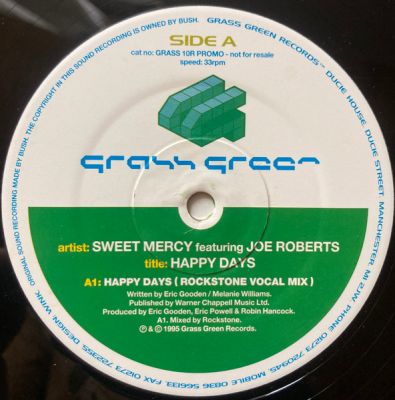 ORIGINAL SOUND RECORDING MADE BY BUSH. THE COPYRIGHT IN THIS SOUND RECORDING IS OWNED BY BUSH. GRASS GREEN RECORDS™ DUCIE HOUSE DUCIE STREET, MANCHESTER, M1 2JW PHONE 01273 720945, MOBILE 0836 566133, FAX 01273 722355, DESIGN WINK.
SIDE A
cat no: GRASS 10R PROMO - not for resale
speed: 33rpm
grass green
artist: SWEET MERCY featuring JOE ROBERTS
title: HAPPY DAYS
A1: HAPPY DAYS ( ROCKSTONE VOCAL MIX )
Written by Eric Gooden / Melanie Williams.
Published by Warner Chappell Music Ltd.
Produced by Eric Gooden, Eric Powell & Robin Hancock.
A1. Mixed by Rockstone.
℗ & © 1995 Grass Green Records.